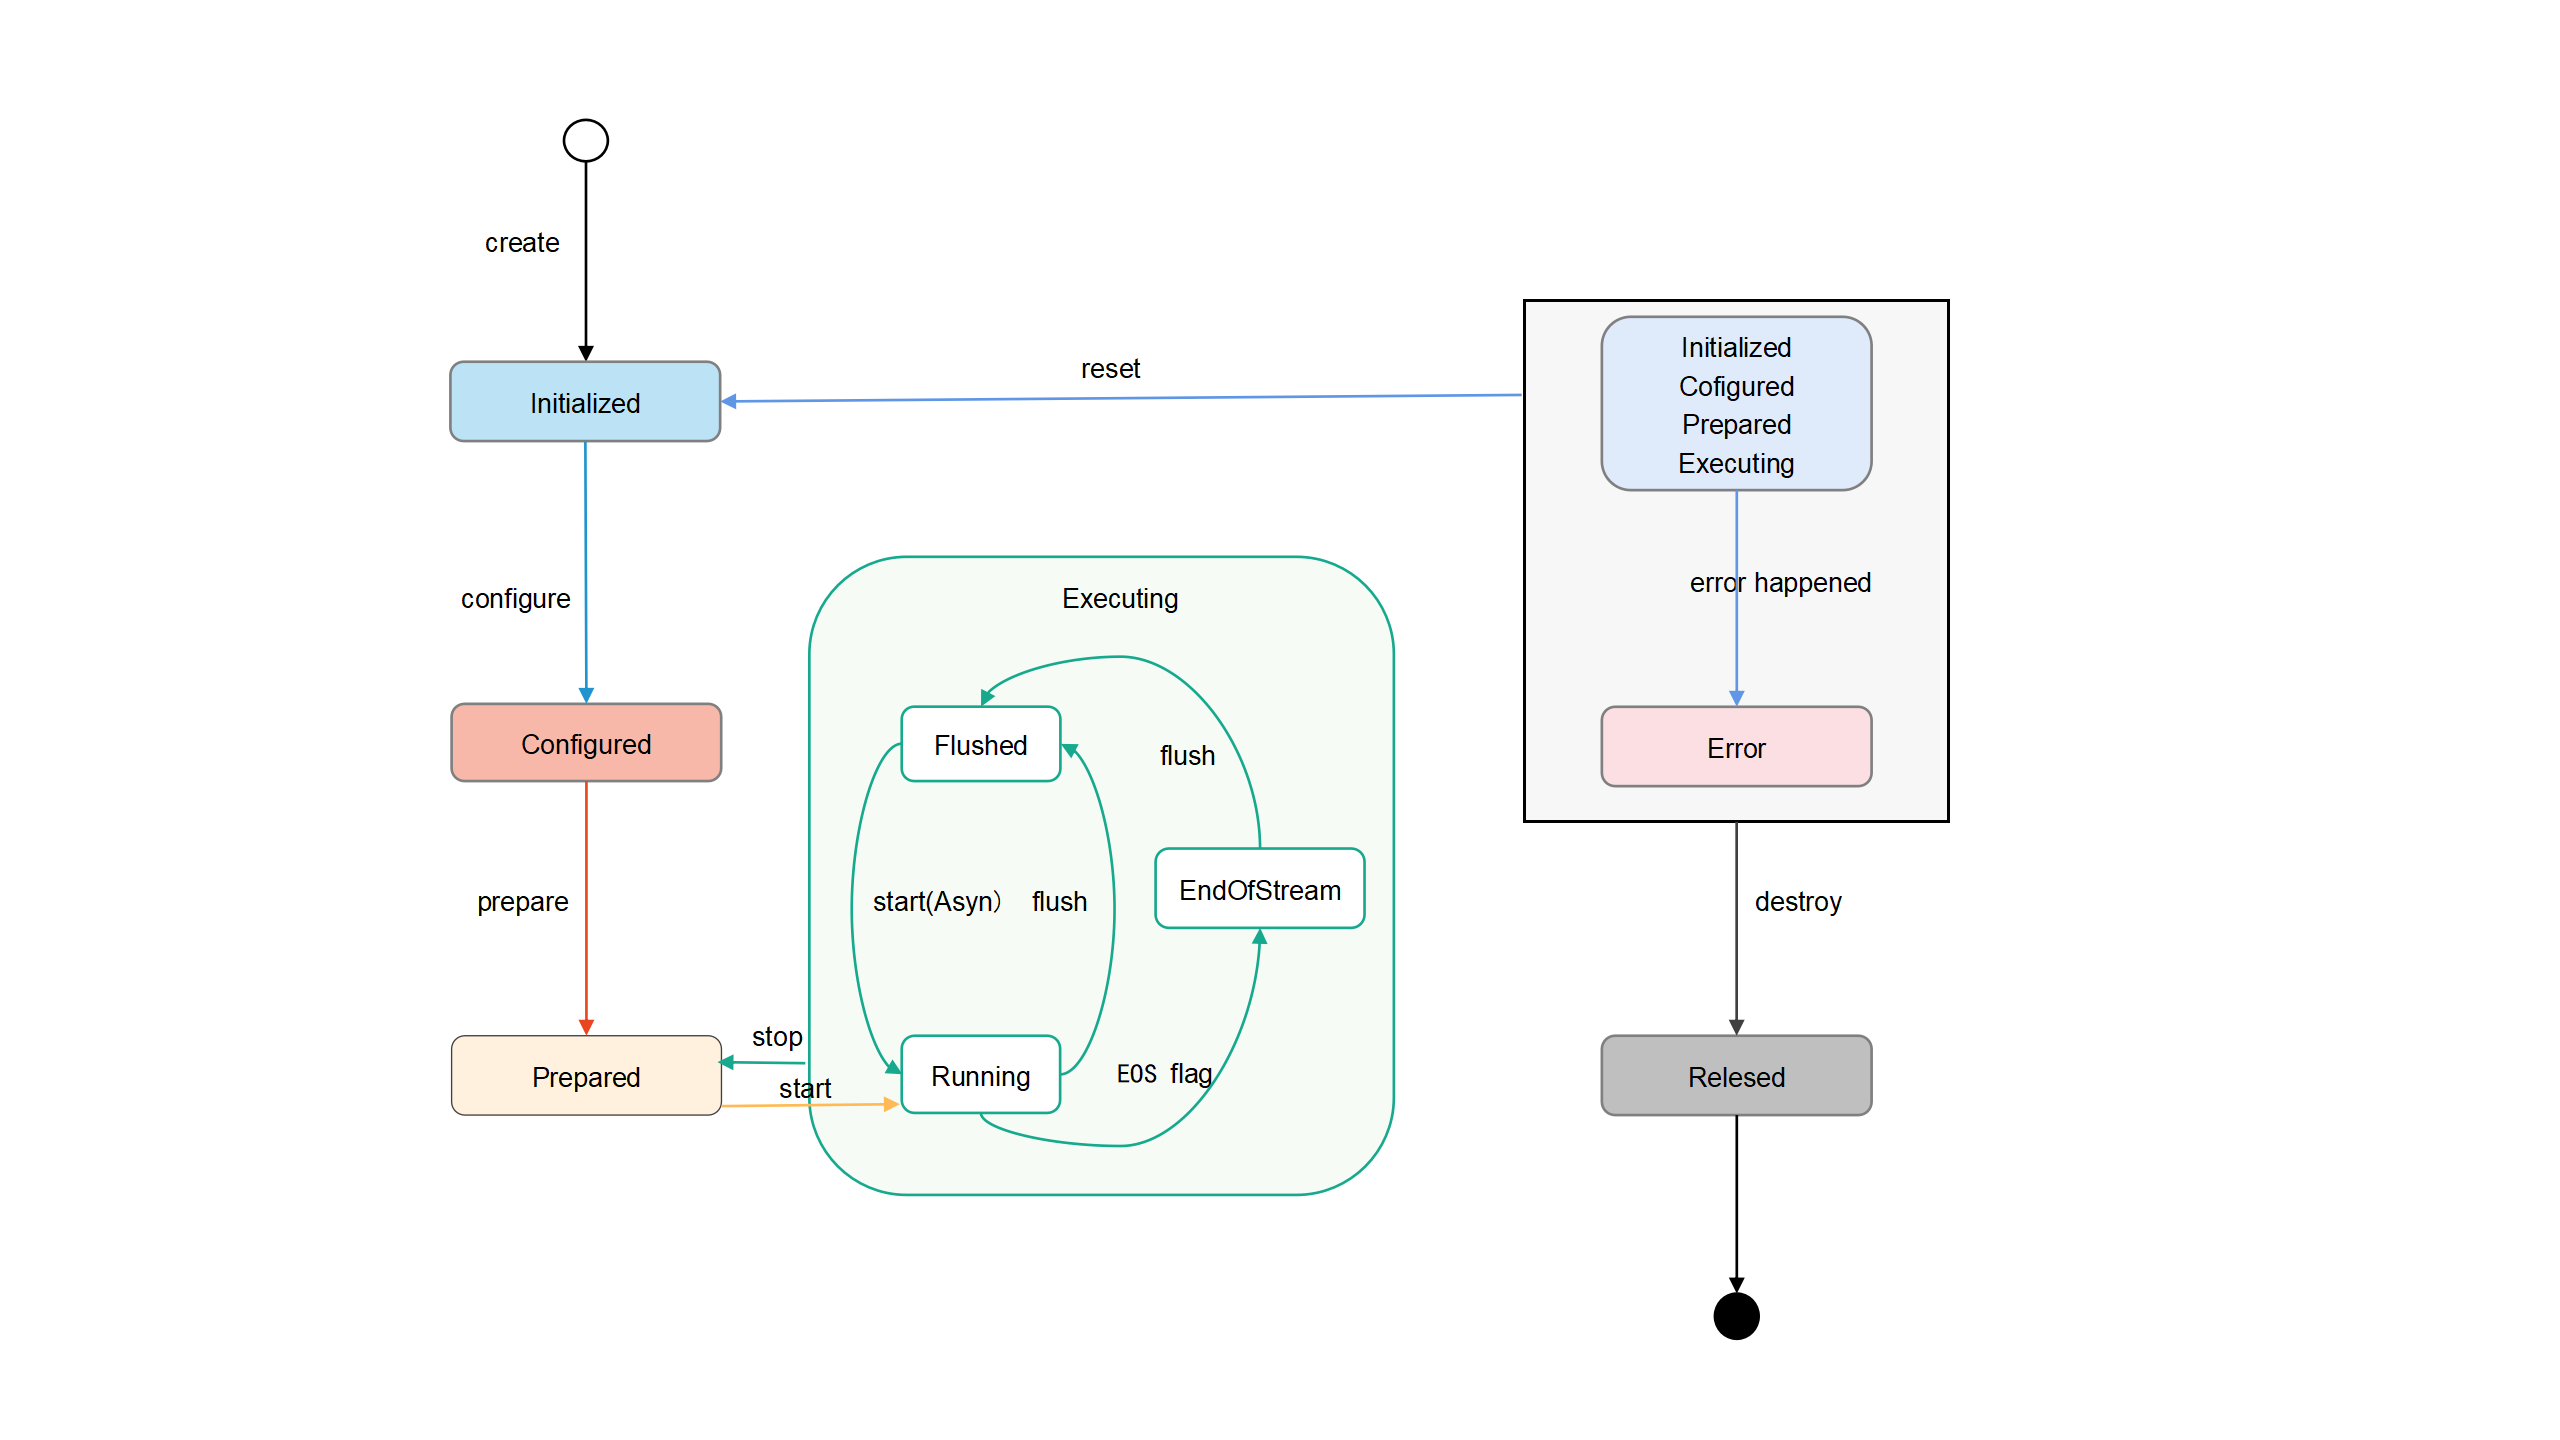 create
Initialized
reset
Initialized
Cofigured
Prepared
Executing
configure
Executing
error happened
Configured
Flushed
flush
Error
prepare
start(Asyn）
flush
EndOfStream
destroy
stop
Prepared
start
Running
EOS flag
Relesed